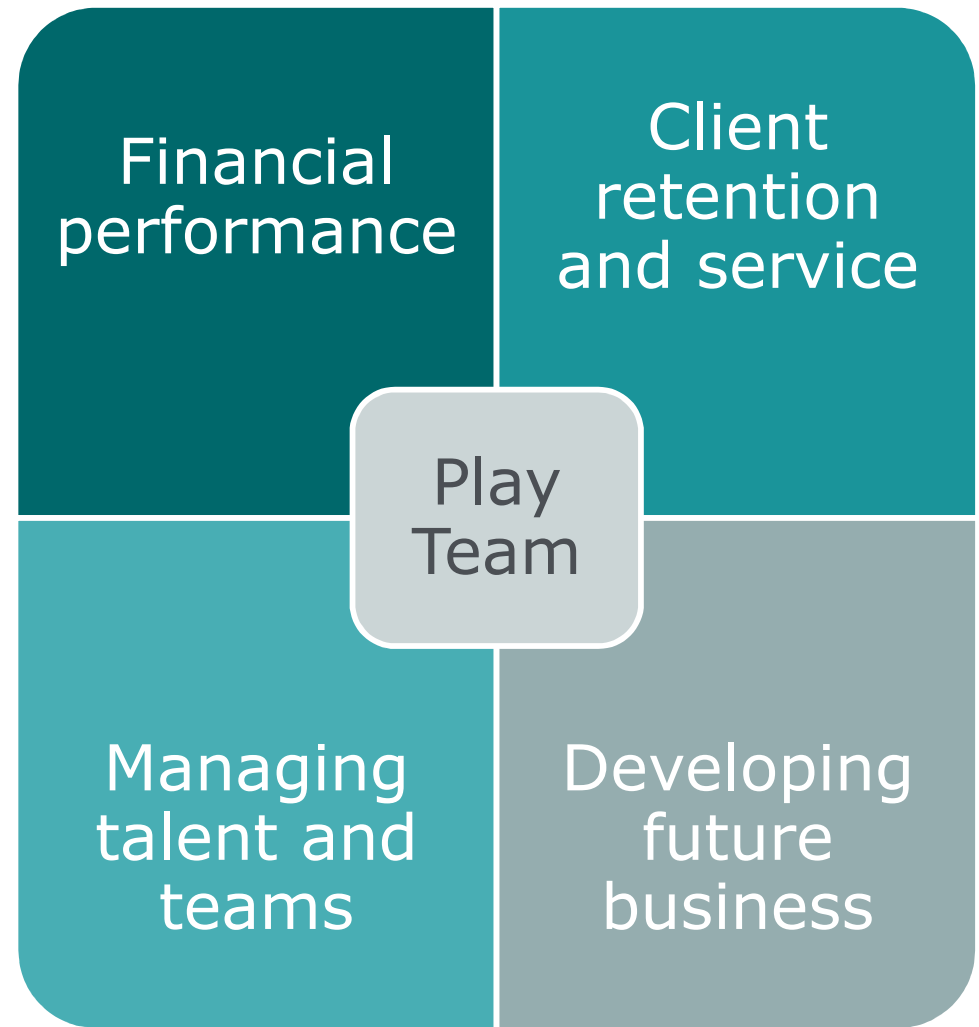 Financial
performance
Client
retention
and service
Play
Team
Managing
talent and
teams
Developing
future
business